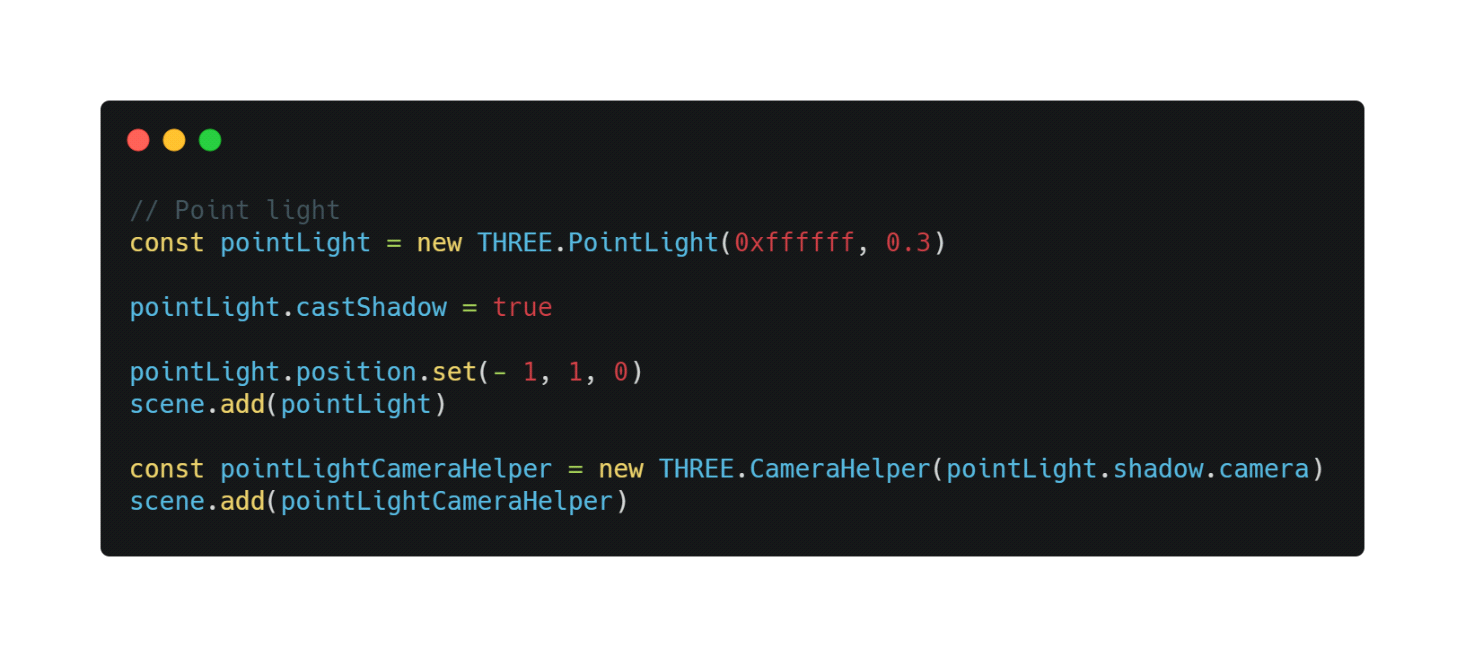 // Point light
const pointLight = new THREE.PointLight(0xffffff, 0.3)
pointLight.castShadow = true
pointLight.position.set(- 1, 1, 0)
scene.add(pointLight)
const pointLightCameraHelper = new THREE.CameraHelper(pointLight.shadow.camera)
scene.add(pointLightCameraHelper)